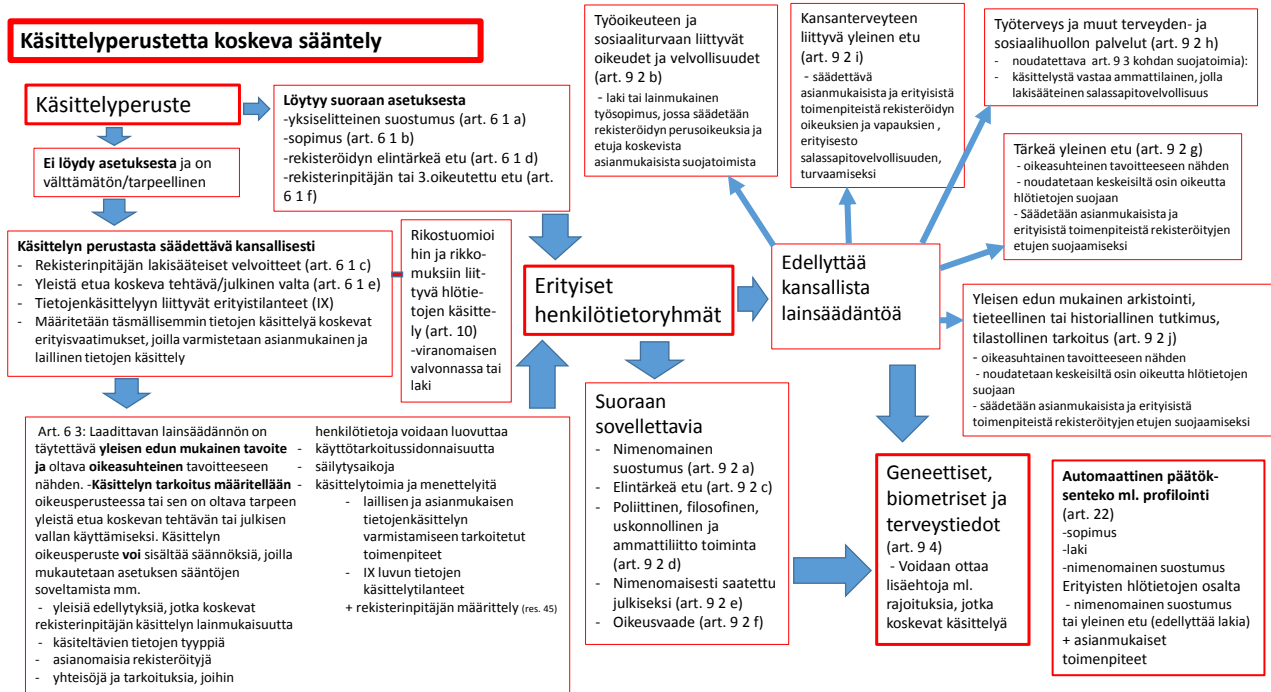 Käsittelyperustetta koskeva sääntely
Käsittelyperuste
Ei löydy asetuksesta ja on
välttämätön/tarpeellinen
Löytyy suoraan asetuksesta
-yksiselitteinen suostumus (art. 6 1 a)
-sopimus (art. 6 1 b)
-rekisteröidyn elintärkeä etu (art. 6 1 d)
-rekisterinpitäjän tai 3.oikeutettu etu (art.
6 1 f)
Käsittelyn perustasta säädettävä kansallisesti
- Rekisterinpitäjän lakisääteiset velvoitteet (art. 6 1 c)
- Yleistä etua koskeva tehtävä/julkinen valta (art. 6 1 e)
- Tietojenkäsittelyyn liittyvät erityistilanteet (IX)
- Määritetään täsmällisemmin tietojen käsittelyä koskevat
erityisvaatimukset, joilla varmistetaan asianmukainen ja
laillinen tietojen käsittely
Rikostuomioi
hin ja rikko-
muksiin liit-
tyvä hlötie-
tojen käsitte-
ly (art. 10)
-viranomaisen
valvonnassa tai
laki
Art. 6 3: Laadittavan lainsäädännön on
täytettävä yleisen edun mukainen tavoite
ja oltava oikeasuhteinen tavoitteeseen
nähden. -Käsittelyn tarkoitus määritellään
oikeusperusteessa tai sen on oltava tarpeen
yleistä etua koskevan tehtävän tai julkisen
vallan käyttämiseksi. Käsittelyn
oikeusperuste voi sisältää säännöksiä, joilla
mukautetaan asetuksen sääntöjen
soveltamista mm.
- yleisiä edellytyksiä, jotka koskevat
rekisterinpitäjän käsittelyn lainmukaisuutta
- käsiteltävien tietojen tyyppiä
- asianomaisia rekisteröityjä
- yhteisöjä ja tarkoituksia, joihin
henkilötietoja voidaan luovuttaa
- käyttötarkoitussidonnaisuutta
- säilytysaikoja
- käsittelytoimia ja menettelyitä
- laillisen ja asianmukaisen
tietojenkäsittelyn
varmistamiseen tarkoitetut
toimenpiteet
- IX luvun tietojen
käsittelytilanteet
+ rekisterinpitäjän määrittely (res. 45)
Erityiset
henkilötietoryhmät
Suoraan
sovellettavia
- Nimenomainen
suostumus (art. 9 2 a)
- Elintärkeä etu (art. 9 2 c)
- Poliittinen, filosofinen,
uskonnollinen ja
ammattiliitto toiminta
(art. 9 2 d)
- Nimenomaisesti saatettu
julkiseksi (art. 9 2 e)
- Oikeusvaade (art. 9 2 f)
Edellyttää
kansallista
lainsäädäntöä
Työoikeuteen ja
sosiaaliturvaan liittyvät
oikeudet ja velvollisuudet
(art. 9 2 b)
- laki tai lainmukainen
työsopimus, jossa säädetään
rekisteröidyn perusoikeuksia ja
etuja koskevista
asianmukaisista suojatoimista
Kansanterveyteen
liittyvä yleinen etu
(art. 9 2 i)
- säädettävä
asianmukaisista ja erityisistä
toimenpiteistä rekisteröidyn
oikeuksien ja vapauksien ,
erityisesto
salassapitovelvollisuuden,
turvaamiseksi
Työterveys ja muut terveyden- ja
sosiaalihuollon palvelut (art. 9 2 h)
- noudatettava art. 9 3 kohdan suojatoimia):
- käsittelystä vastaa ammattilainen, jolla
lakisääteinen salassapitovelvollisuus
Tärkeä yleinen etu (art. 9 2 g)
- oikeasuhteinen tavoitteeseen nähden
- noudatetaan keskeisiltä osin oikeutta
hlötietojen suojaan
- Säädetään asianmukaisista ja
erityisistä toimenpiteistä rekisteröityjen
etujen suojaamiseksi
Yleisen edun mukainen arkistointi,
tieteellinen tai historiallinen tutkimus,
tilastollinen tarkoitus (art. 9 2 j)
- oikeasuhtainen tavoitteeseen nähden
- noudatetaan keskeisiltä osin oikeutta hlötietojen
suojaan
- säädetään asianmukaisista ja erityisistä
toimenpiteistä rekisteröityjen etujen suojaamiseksi
Geneettiset,
biometriset ja
terveystiedot
(art. 9 4)
- Voidaan ottaa
lisäehtoja ml.
rajoituksia, jotka
koskevat käsittelyä
Automaattinen päätök-
senteko ml. profilointi
(art. 22)
-sopimus
-laki
-nimenomainen suostumus
Erityisten hlötietojen osalta
- nimenomainen suostumus
tai yleinen etu (edellyttää lakia)
+ asianmukaiset
toimenpiteet